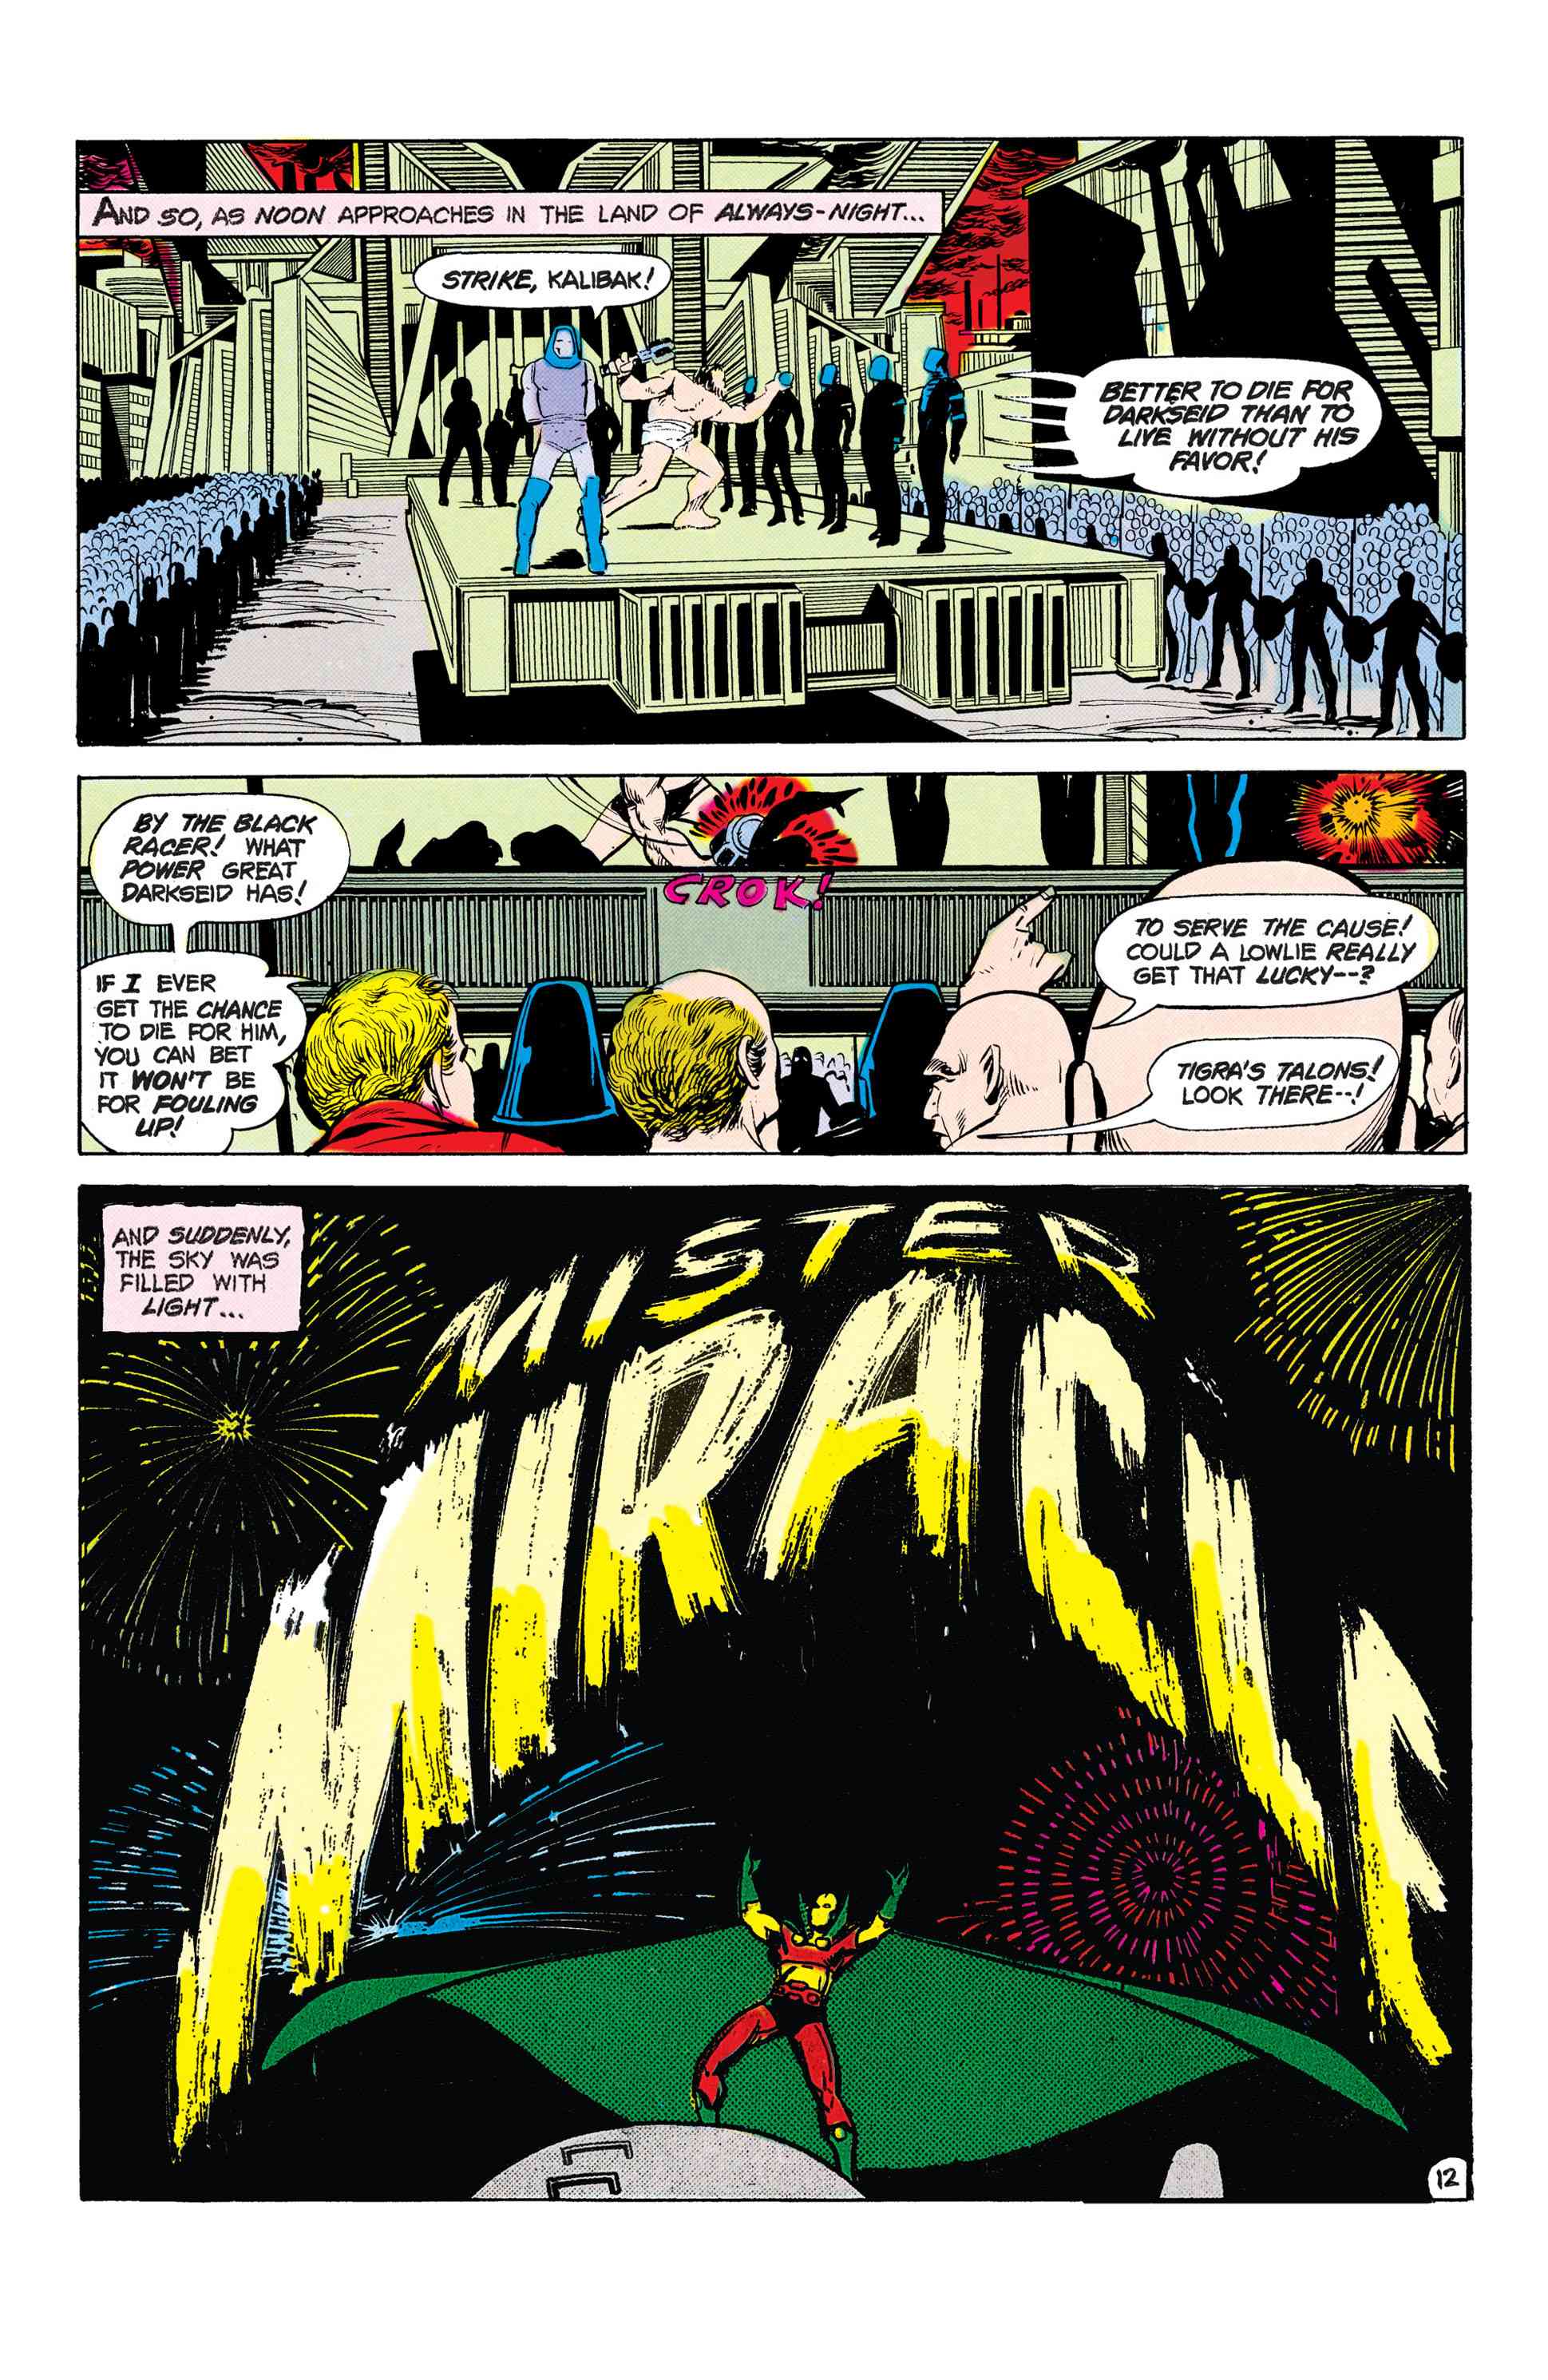 AND SO, AS NOON APPROACHES IN THE LAND OF ALWAYS-NIGHT...
STRIKE, KALIBAK!
BETTER TO DIE FOR
DARKSEID THAN TO
LIVE WITHOUT HIS
FAVOR!
BY THE BLACK
RACER! WHAT
POWER GREAT
DARKSEID HAS!
IF I EVER
GET THE CHANCE
TO DIE FOR HIM,
YOU CAN BET
IT WON'T BE
FOR FOULING
UP!
CROK!
TO SERVE THE CAUSE!
COULD A LOWLIE REALLY
GET THAT LUCKY--?
TIGRA'S TALONS!
LOOK THERE--!
AND SUDDENLY,
THE SKY WAS
FILLED WITH
LIGHT...
MISTER
MIRACLE
12